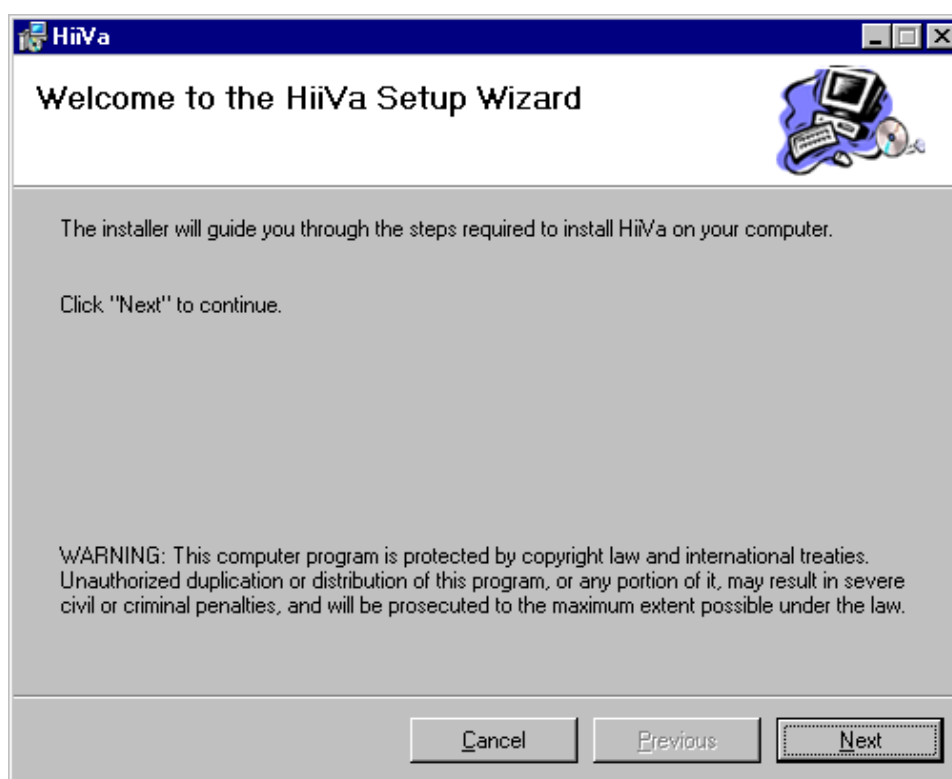 HiiVa
Welcome to the HiiVa Setup Wizard
The installer will guide you through the steps required to install HiiVa on your computer.
Click "Next" to continue.
WARNING: This computer program is protected by copyright law and international treaties.
Unauthorized duplication or distribution of this program, or any portion of it, may result in severe
civil or criminal penalties, and will be prosecuted to the maximum extent possible under the law.
Cancel
Previous
Next